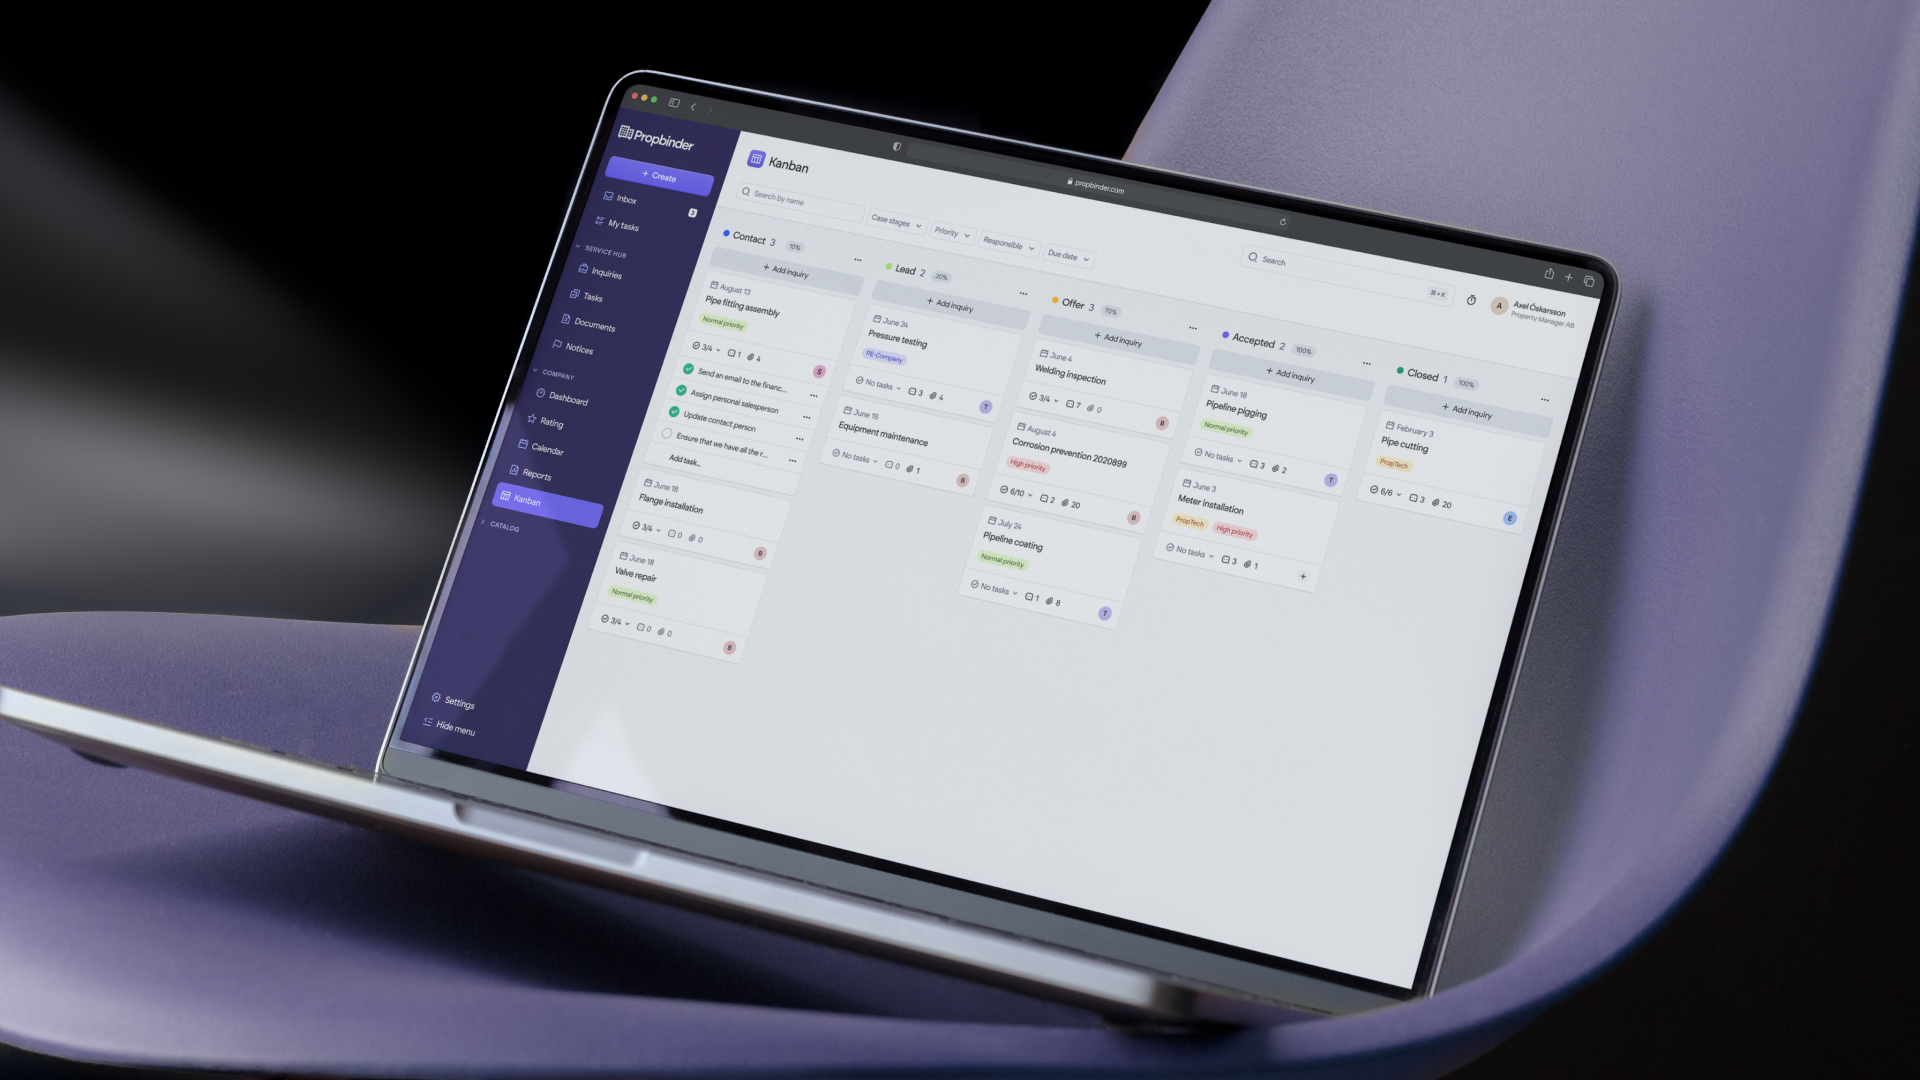 Propbinder
+ Create
Inbox
3
My tasks
SERVICE HUB
Inquiries
Tasks
Documents
Notices
COMPANY
Dashboard
Rating
Calendar
Reports
Kanban
CATALOG
Settings
Hide menu
propbinder.com
Kanban
Search by name
Case stages
Priority
Responsible
Due date
Search
⌘+K
A
Axel Óskarsson
Property Manager AB
Contact 3 10%
+ Add inquiry
August 13
Pipe fitting assembly
Normal priority
3/4 1 4
S
Send an email to the financ...
Assign personal salesperson
Update contact person
Ensure that we have all the r...
Add task...
June 18
Flange installation
3/4 0 0
B
June 18
Valve repair
Normal priority
3/4 0 0
B
Lead 2 20%
+ Add inquiry
June 24
Pressure testing
PE-Company
No tasks 3 4
T
June 16
Equipment maintenance
No tasks 0 1
B
Offer 3 70%
+ Add inquiry
June 4
Welding inspection
3/4 7 0
B
August 4
Corrosion prevention 2020899
High priority
6/10 2 20
B
July 24
Pipeline coating
Normal priority
No tasks 1 8
T
Accepted 2 100%
+ Add inquiry
June 18
Pipeline pigging
Normal priority
No tasks 3 2
T
June 3
Meter installation
PropTech High priority
No tasks 3 1
+
Closed 1 100%
+ Add inquiry
February 3
Pipe cutting
PropTech
6/6 3 20
E